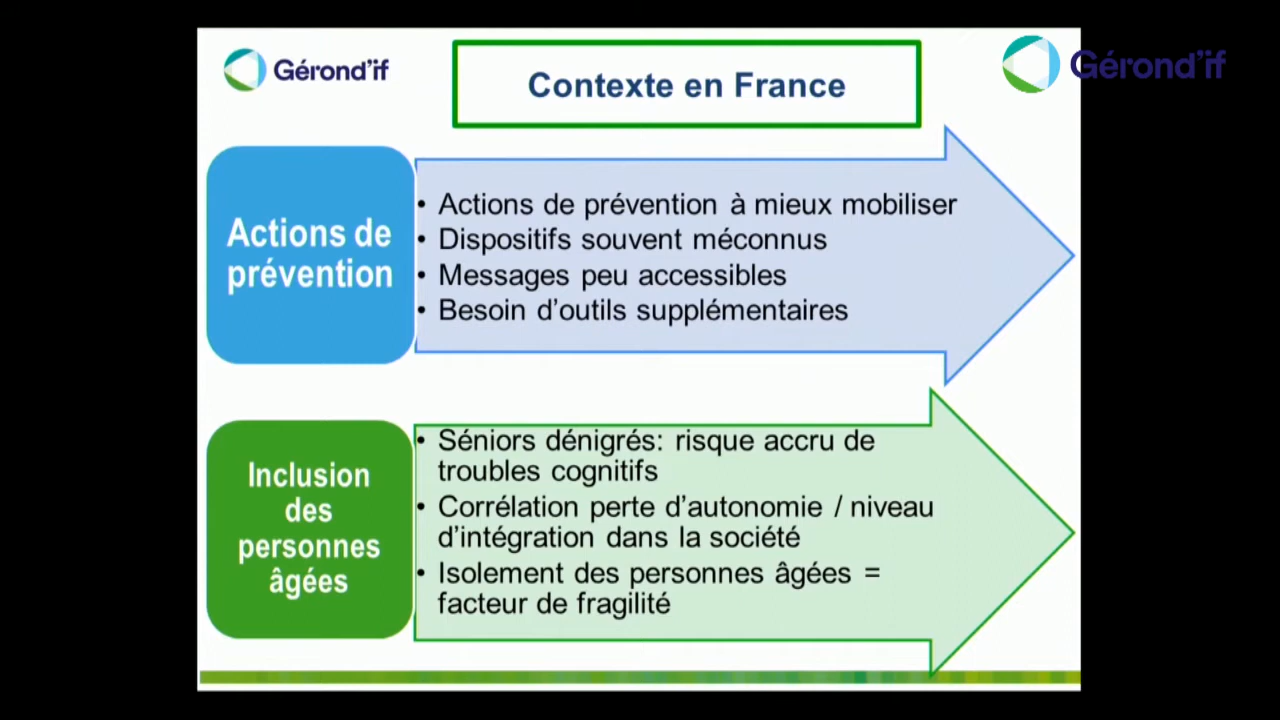 Gérond'if
Contexte en France
Gérond'if
Actions de
prévention
• Actions de prévention à mieux mobiliser
• Dispositifs souvent méconnus
• Messages peu accessibles
• Besoin d'outils supplémentaires
Inclusion
des
personnes
âgées
• Séniors dénigrés: risque accru de
troubles cognitifs
• Corrélation perte d'autonomie / niveau
d'intégration dans la société
• Isolement des personnes âgées =
facteur de fragilité